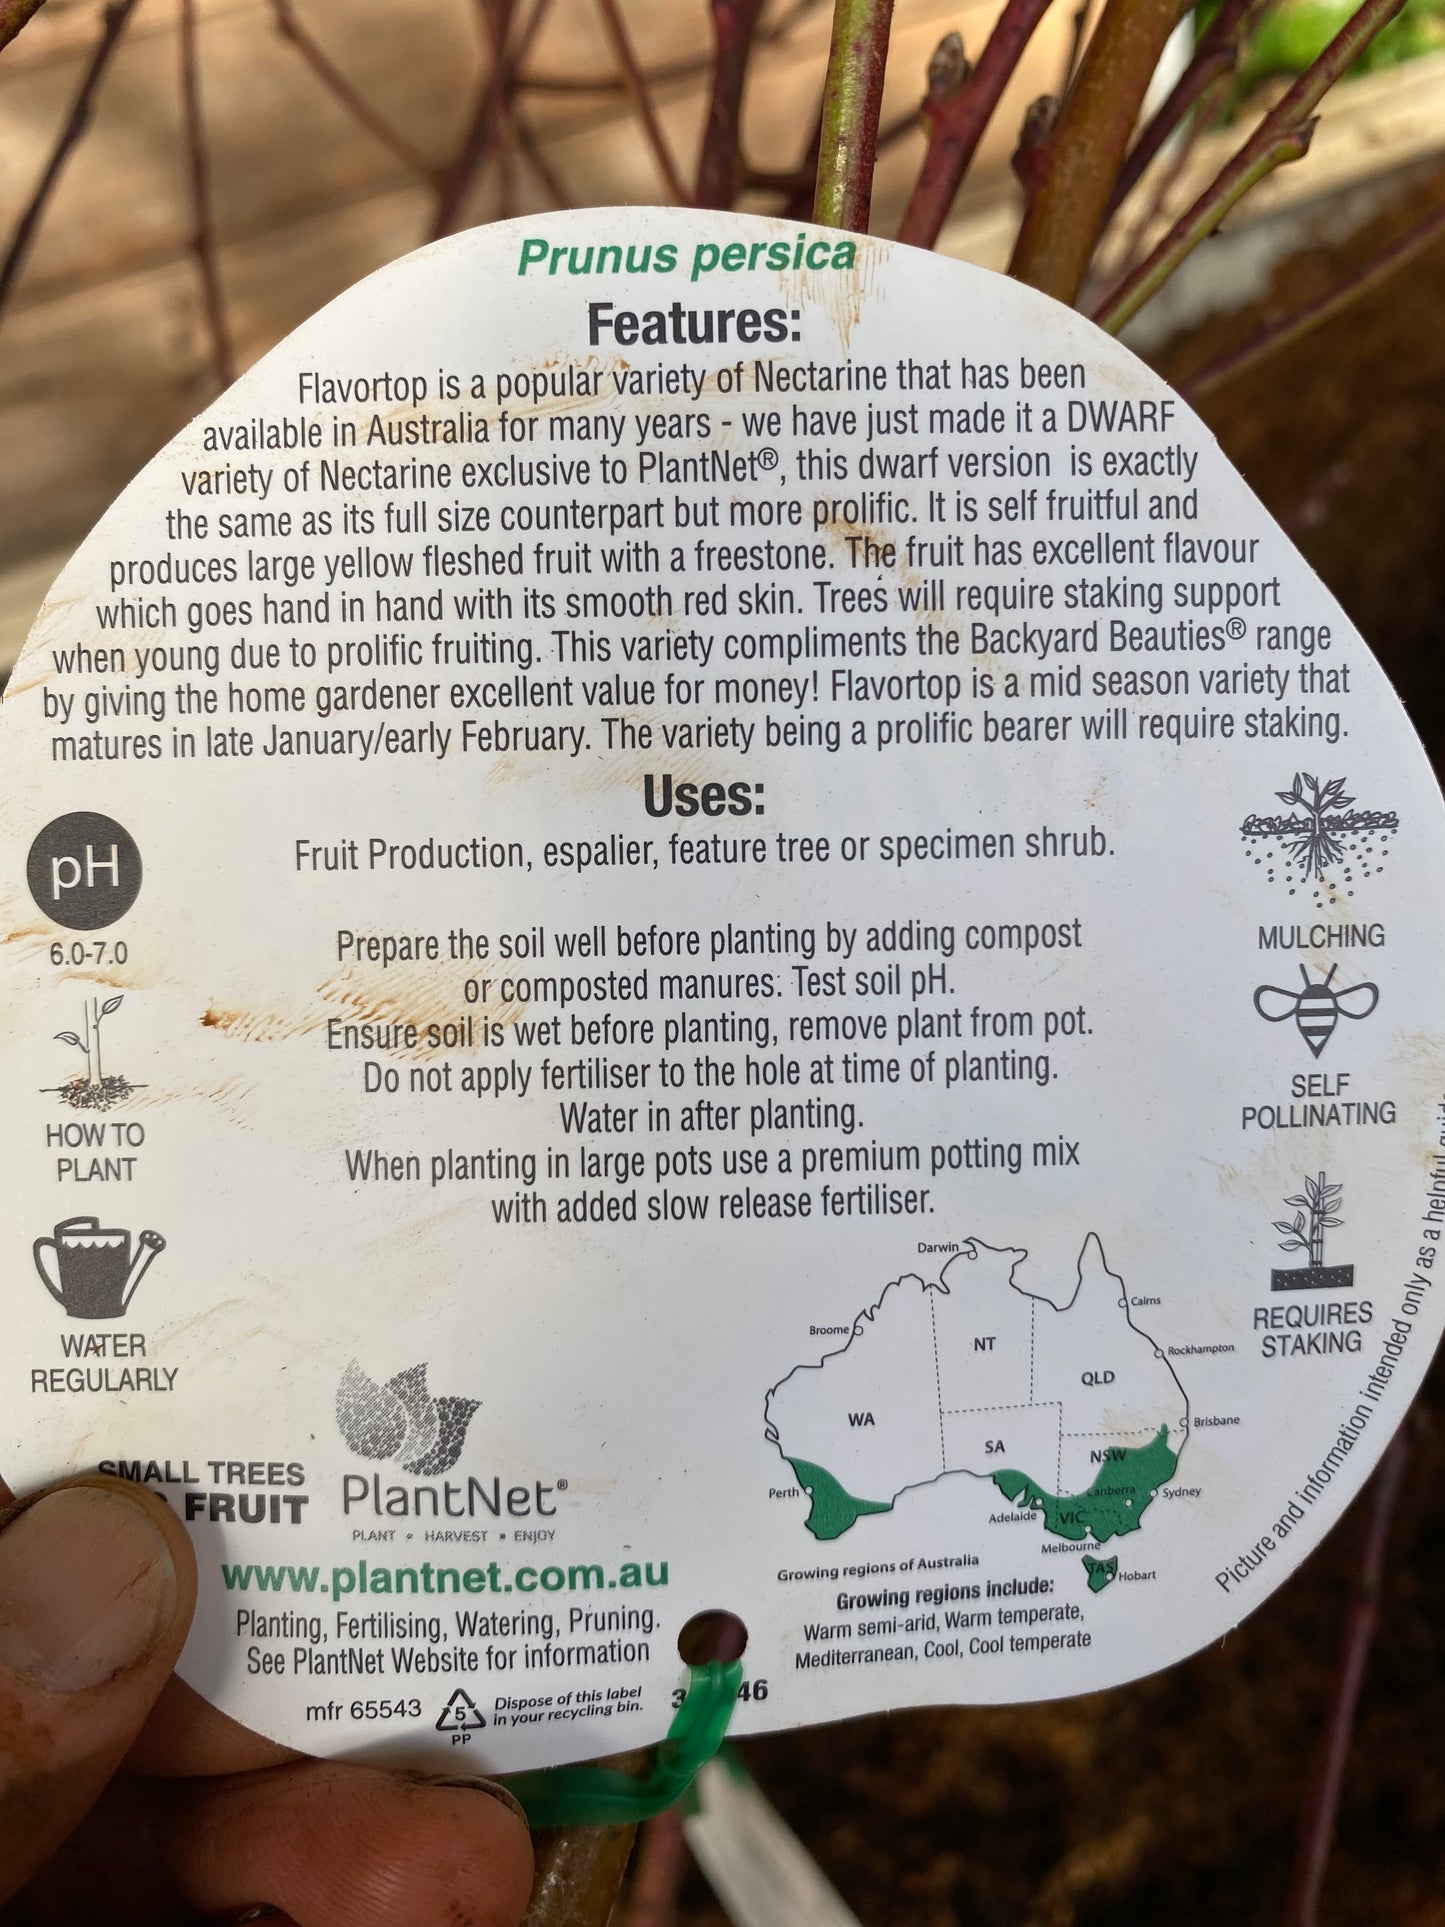 Prunus persica
Features:
Flavortop is a popular variety of Nectarine that has been
available in Australia for many years - we have just made it a DWARF
variety of Nectarine exclusive to PlantNet®, this dwarf version is exactly
the same as its full size counterpart but more prolific. It is self fruitful and
produces large yellow fleshed fruit with a freestone. The fruit has excellent flavour
which goes hand in hand with its smooth red skin. Trees will require staking support
when young due to prolific fruiting. This variety compliments the Backyard Beauties® range
by giving the home gardener excellent value for money! Flavortop is a mid season variety that
matures in late January/early February. The variety being a prolific bearer will require staking.
Uses:
Fruit Production, espalier, feature tree or specimen shrub.
Prepare the soil well before planting by adding compost
or composted manures. Test soil pH.
Ensure soil is wet before planting, remove plant from pot.
Do not apply fertiliser to the hole at time of planting.
Water in after planting.
When planting in large pots use a premium potting mix
with added slow release fertiliser.
pH
6.0-7.0
HOW TO
PLANT
WATER
REGULARLY
MULCHING
SELF
POLLINATING
REQUIRES
STAKING
Darwin
Cairns
Broome
NT
Rockhampton
QLD
WA
Brisbane
SA
NSW
Perth
Canberra
Sydney
Adelaide
VIC
Melbourne
TAS
Hobart
Growing regions of Australia
Growing regions include:
Warm semi-arid, Warm temperate,
Mediterranean, Cool, Cool temperate
SMALL TREES
FRUIT
PlantNet®
PLANT • HARVEST • ENJOY
www.plantnet.com.au
Planting, Fertilising, Watering, Pruning.
See PlantNet Website for information
mfr 65543
5
PP
Dispose of this label
in your recycling bin.
3 46
Picture and information intended only as a helpful